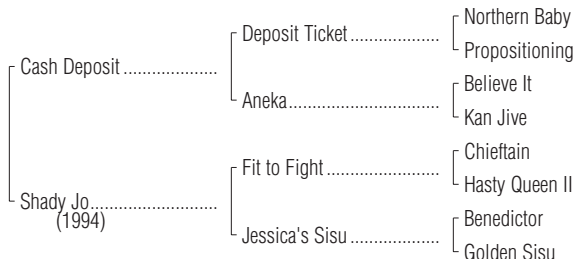 Northern Baby
Deposit Ticket ...................
Propositioning
Cash Deposit ....................
Believe It
Aneka................................
Kan Jive
Chieftain
Fit to Fight ........................
Hasty Queen II
Shady Jo...........................
(1994)
Benedictor
Jessica's Sisu ...................
Golden Sisu